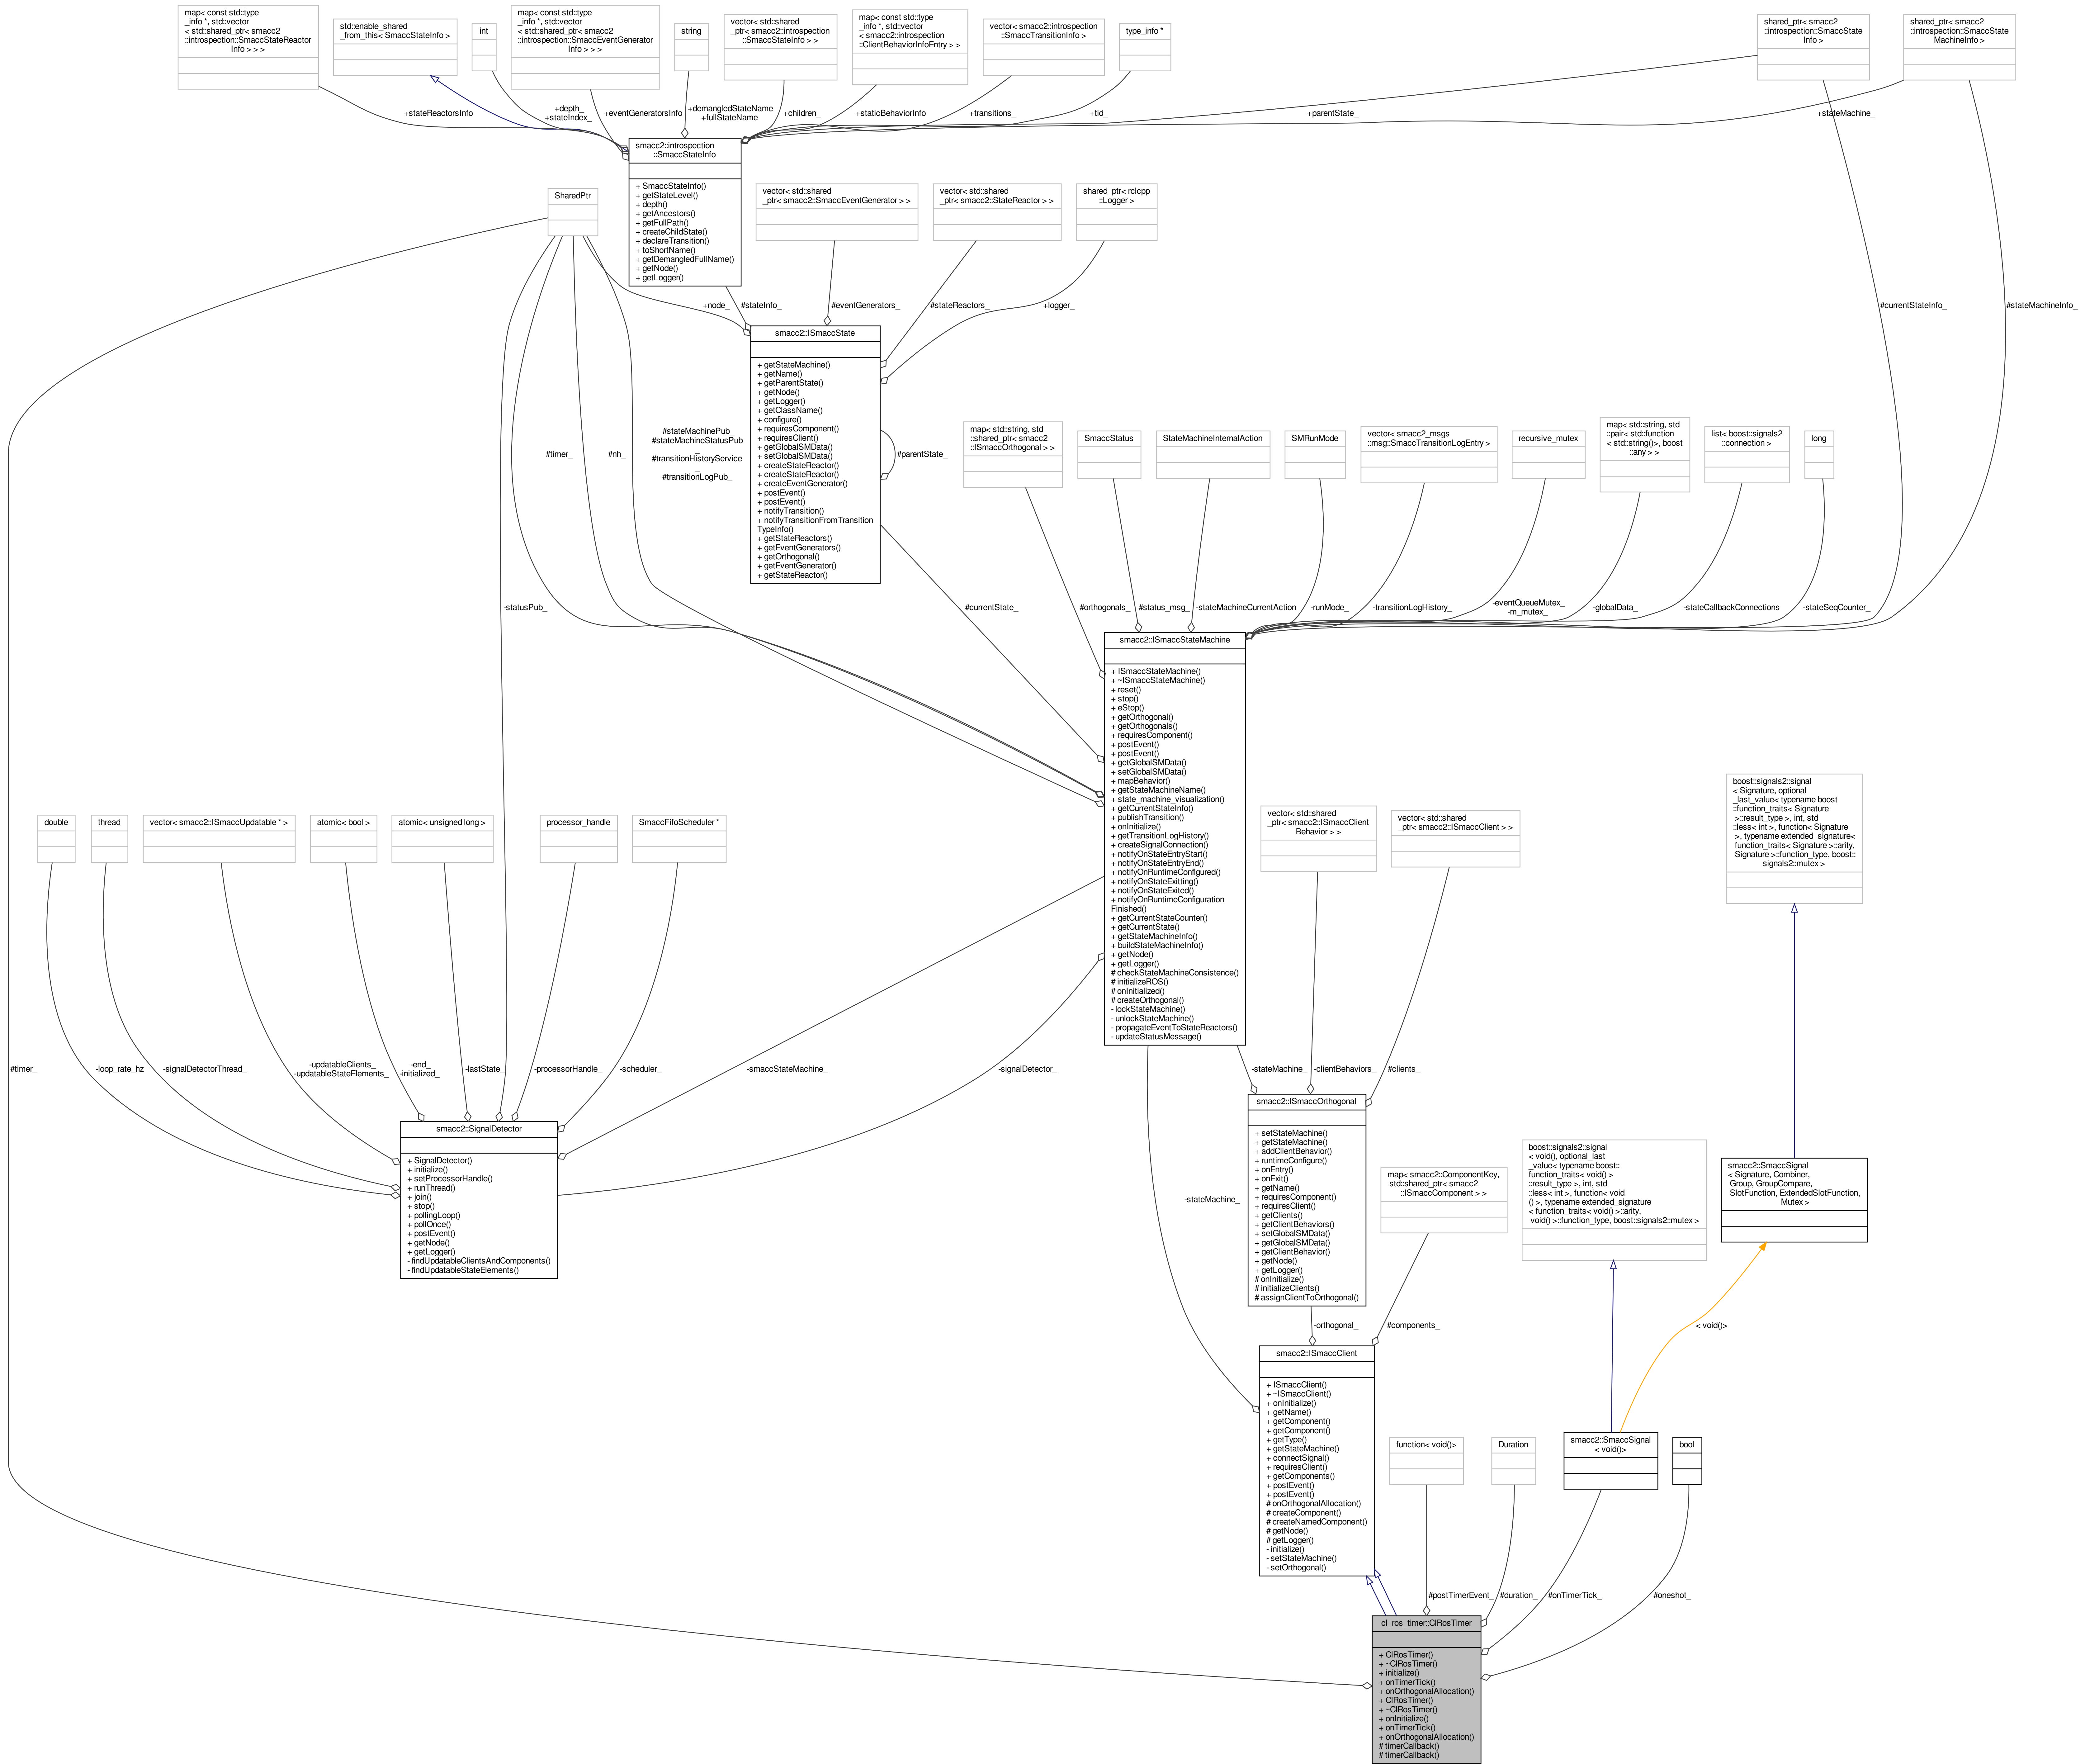 map< const std::type
_info *, std::vector
< std::shared_ptr< smacc2
::introspection::SmaccStateReactor
Info > > >
std::enable_shared
_from_this< SmaccStateInfo >
int
map< const std::type
_info *, std::vector
< std::shared_ptr< smacc2
::introspection::SmaccEventGenerator
Info > > >
string
vector< std::shared
_ptr< smacc2::introspection
::SmaccStateInfo > >
map< const std::type
_info *, std::vector
< smacc2::introspection
::ClientBehaviorInfoEntry > >
vector< smacc2::introspection
::SmaccTransitionInfo >
type_info *
shared_ptr< smacc2
::introspection::SmaccState
Info >
shared_ptr< smacc2
::introspection::SmaccState
MachineInfo >
+stateReactorsInfo
+depth_
+stateIndex_
+eventGeneratorsInfo
+demangledStateName
+fullStateName
+children_
+staticBehaviorInfo
+transitions_
+tid_
+parentState_
+stateMachine_
smacc2::introspection
::SmaccStateInfo
+ SmaccStateInfo()
+ getStateLevel()
+ depth()
+ getAncestors()
+ getFullPath()
+ createChildState()
+ declareTransition()
+ toShortName()
+ getDemangledFullName()
+ getNode()
+ getLogger()
SharedPtr
vector< std::shared
_ptr< smacc2::SmaccEventGenerator > >
vector< std::shared
_ptr< smacc2::StateReactor > >
shared_ptr< rclcpp
::Logger >
+node_
#stateInfo_
#eventGenerators_
#stateReactors_
+logger_
#currentStateInfo_
#stateMachineInfo_
smacc2::ISmaccState
+ getStateMachine()
+ getName()
+ getParentState()
+ getNode()
+ getLogger()
+ getClassName()
+ configure()
+ requiresComponent()
+ requiresClient()
+ getGlobalSMData()
+ setGlobalSMData()
+ createStateReactor()
+ createStateReactor()
+ createEventGenerator()
+ postEvent()
+ postEvent()
+ notifyTransition()
+ notifyTransitionFromTransition
TypeInfo()
+ getStateReactors()
+ getEventGenerators()
+ getOrthogonal()
+ getEventGenerator()
+ getStateReactor()
#parentState_
#timer_
#nh_
#stateMachinePub_
#stateMachineStatusPub
_
#transitionHistoryService
_
#transitionLogPub_
map< std::string, std
::shared_ptr< smacc2
::ISmaccOrthogonal > >
SmaccStatus
StateMachineInternalAction
SMRunMode
vector< smacc2_msgs
::msg::SmaccTransitionLogEntry >
recursive_mutex
map< std::string, std
::pair< std::function
< std::string()>, boost
::any > >
list< boost::signals2
::connection >
long
-statusPub_
#currentState_
#orthogonals_
#status_msg_
-stateMachineCurrentAction
-runMode_
-transitionLogHistory_
-eventQueueMutex_
-m_mutex_
-globalData_
-stateCallbackConnections
-stateSeqCounter_
smacc2::ISmaccStateMachine
+ ISmaccStateMachine()
+ ~ISmaccStateMachine()
+ reset()
+ stop()
+ eStop()
+ getOrthogonal()
+ getOrthogonals()
+ requiresComponent()
+ postEvent()
+ postEvent()
+ getGlobalSMData()
+ setGlobalSMData()
+ mapBehavior()
+ getStateMachineName()
+ state_machine_visualization()
+ getCurrentStateInfo()
+ publishTransition()
+ onInitialize()
+ getTransitionLogHistory()
+ createSignalConnection()
+ notifyOnStateEntryStart()
+ notifyOnStateEntryEnd()
+ notifyOnRuntimeConfigured()
+ notifyOnStateExitting()
+ notifyOnStateExited()
+ notifyOnRuntimeConfiguration
Finished()
+ getCurrentStateCounter()
+ getCurrentState()
+ getStateMachineInfo()
+ buildStateMachineInfo()
+ getNode()
+ getLogger()
# checkStateMachineConsistence()
# initializeROS()
# onInitialized()
# createOrthogonal()
- lockStateMachine()
- unlockStateMachine()
- propagateEventToStateReactors()
- updateStatusMessage()
double
thread
vector< smacc2::ISmaccUpdatable * >
atomic< bool >
atomic< unsigned long >
processor_handle
SmaccFifoScheduler *
vector< std::shared
_ptr< smacc2::ISmaccClient
Behavior > >
vector< std::shared
_ptr< smacc2::ISmaccClient > >
boost::signals2::signal
< Signature, optional
_last_value< typename boost
::function_traits< Signature
>::result_type >, int, std
::less< int >, function< Signature
>, typename extended_signature<
function_traits< Signature >::arity,
Signature >::function_type, boost::
signals2::mutex >
#timer_
-loop_rate_hz
-signalDetectorThread_
-updatableClients_
-updatableStateElements_
-end_
-initialized_
-lastState_
-processorHandle_
-scheduler_
-smaccStateMachine_
-signalDetector_
-stateMachine_
-clientBehaviors_
#clients_
smacc2::SignalDetector
+ SignalDetector()
+ initialize()
+ setProcessorHandle()
+ runThread()
+ join()
+ stop()
+ pollingLoop()
+ pollOnce()
+ postEvent()
+ getNode()
+ getLogger()
- findUpdatableClientsAndComponents()
- findUpdatableStateElements()
smacc2::ISmaccOrthogonal
+ setStateMachine()
+ getStateMachine()
+ addClientBehavior()
+ runtimeConfigure()
+ onEntry()
+ onExit()
+ getName()
+ requiresComponent()
+ requiresClient()
+ getClients()
+ getClientBehaviors()
+ setGlobalSMData()
+ getGlobalSMData()
+ getClientBehavior()
+ getNode()
+ getLogger()
# onInitialize()
# initializeClients()
# assignClientToOrthogonal()
map< smacc2::ComponentKey,
std::shared_ptr< smacc2
::ISmaccComponent > >
boost::signals2::signal
< void(), optional_last
_value< typename boost::
function_traits< void() >
::result_type >, int, std
::less< int >, function< void
() >, typename extended_signature
< function_traits< void() >::arity,
void() >::function_type, boost::signals2::mutex >
smacc2::SmaccSignal
< Signature, Combiner,
Group, GroupCompare,
SlotFunction, ExtendedSlotFunction,
Mutex >
-stateMachine_
-orthogonal_
#components_
< void()>
smacc2::ISmaccClient
+ ISmaccClient()
+ ~ISmaccClient()
+ onInitialize()
+ getName()
+ getComponent()
+ getComponent()
+ getType()
+ getStateMachine()
+ connectSignal()
+ requiresClient()
+ getComponents()
+ postEvent()
+ postEvent()
# onOrthogonalAllocation()
# createComponent()
# createNamedComponent()
# getNode()
# getLogger()
- initialize()
- setStateMachine()
- setOrthogonal()
function< void()>
Duration
smacc2::SmaccSignal
< void()>
bool
#postTimerEvent_
#duration_
#onTimerTick_
#oneshot_
cl_ros_timer::ClRosTimer
+ ClRosTimer()
+ ~ClRosTimer()
+ initialize()
+ onTimerTick()
+ onOrthogonalAllocation()
+ ClRosTimer()
+ ~ClRosTimer()
+ onInitialize()
+ onTimerTick()
+ onOrthogonalAllocation()
# timerCallback()
# timerCallback()